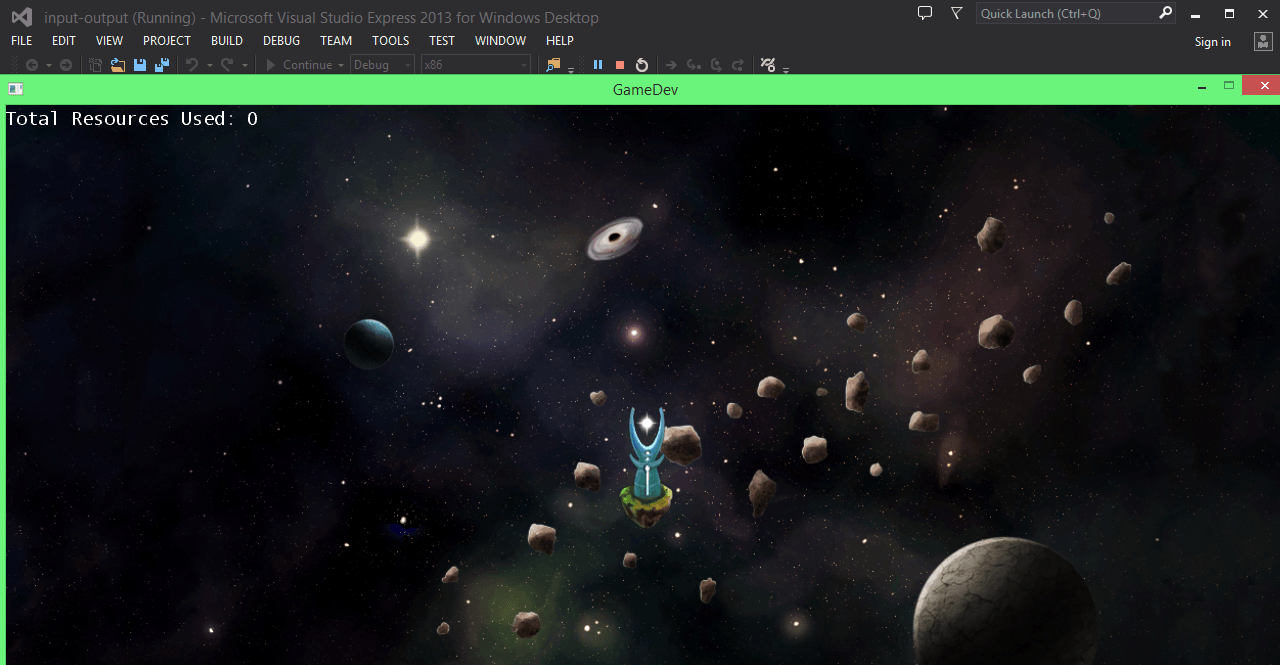 input-output (Running) - Microsoft Visual Studio Express 2013 for Windows Desktop
Quick Launch (Ctrl+Q)
FILE EDIT VIEW PROJECT BUILD DEBUG TEAM TOOLS TEST WINDOW HELP
Sign in
Continue Debug x86
GameDev
Total Resources Used: 0